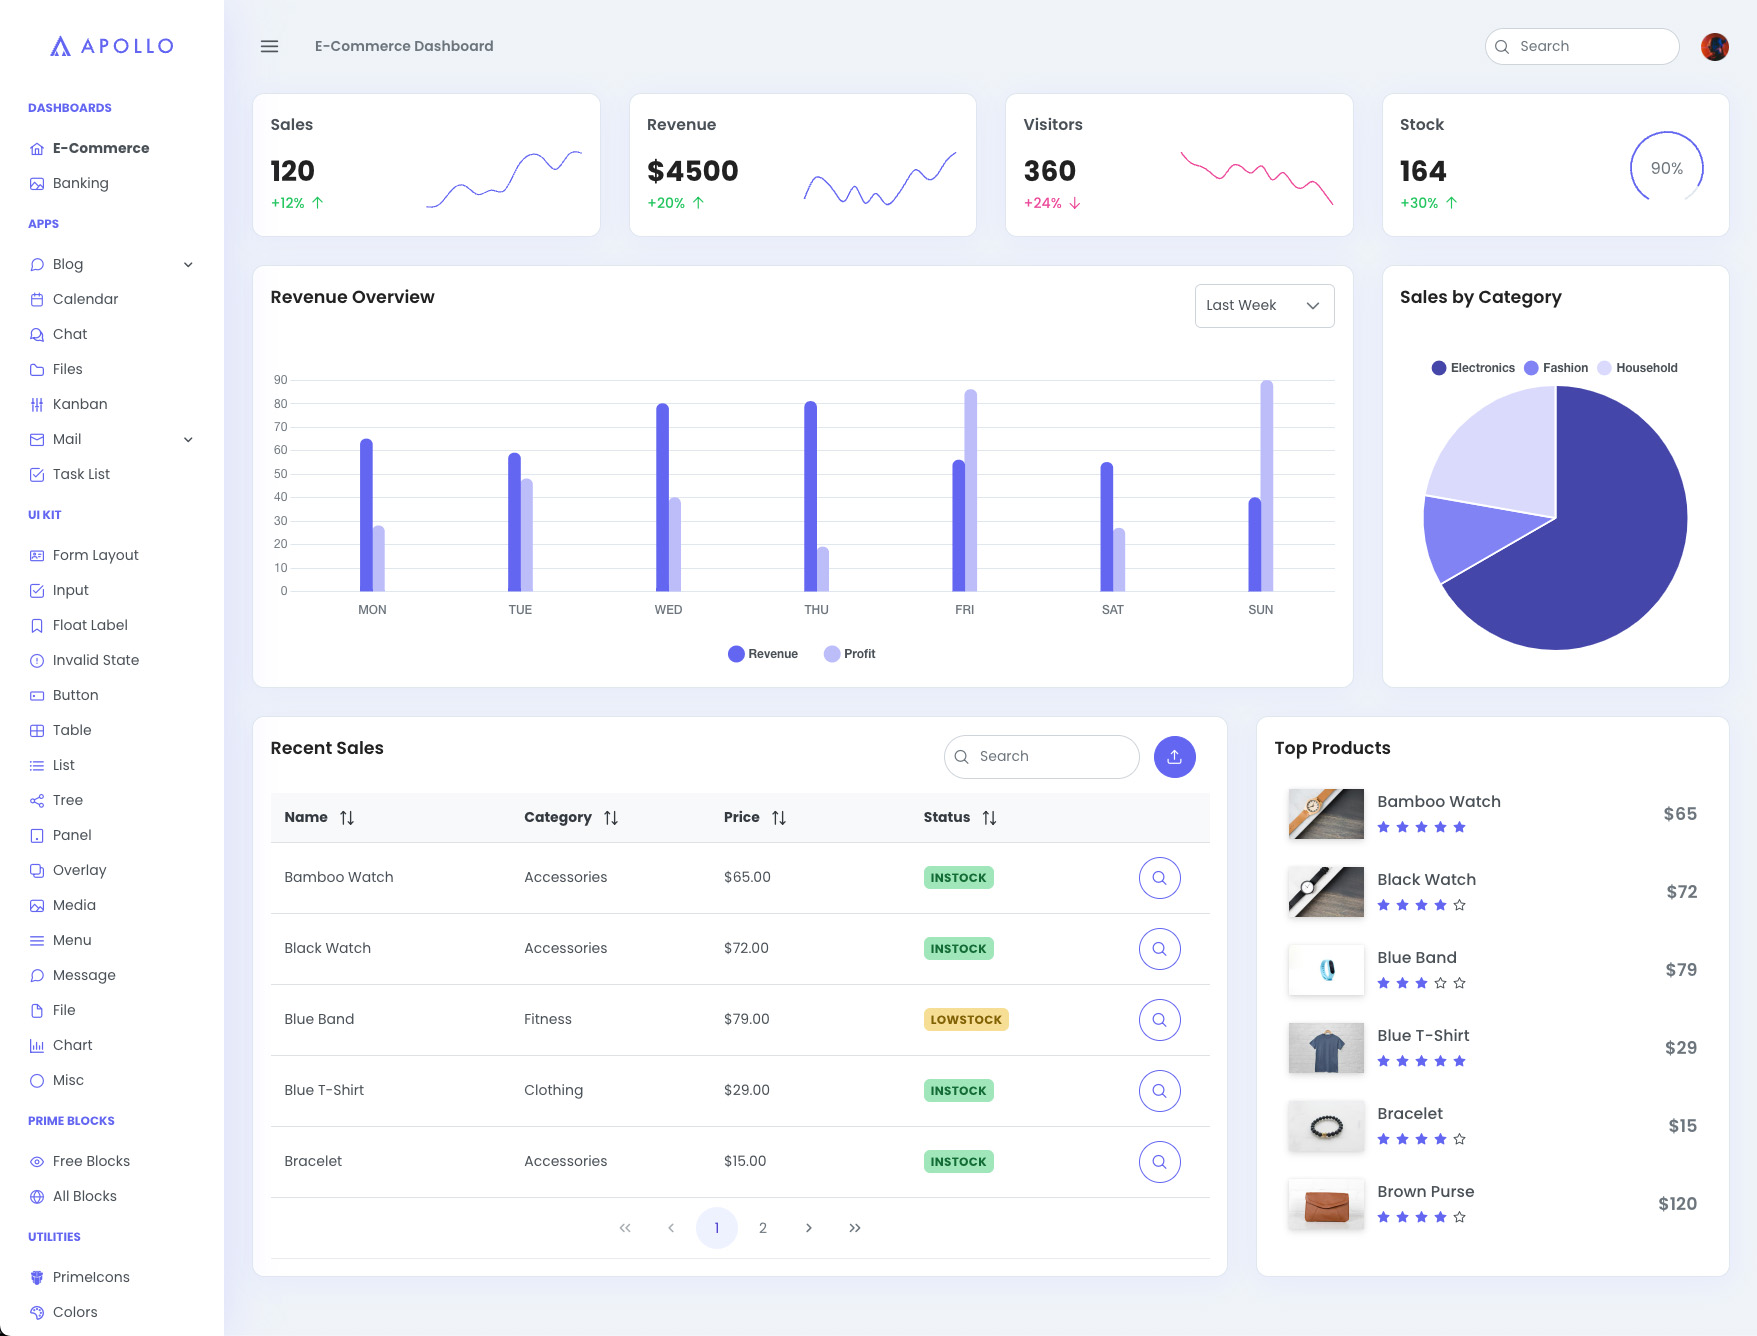 APOLLO
DASHBOARDS
E-Commerce
Banking
APPS
Blog
Calendar
Chat
Files
Kanban
Mail
Task List
UI KIT
Form Layout
Input
Float Label
Invalid State
Button
Table
List
Tree
Panel
Overlay
Media
Menu
Message
File
Chart
Misc
PRIME BLOCKS
Free Blocks
All Blocks
UTILITIES
PrimeIcons
Colors
E-Commerce Dashboard
Search
Sales
120
+12%
Revenue
$4500
+20%
Visitors
360
+24%
Stock
164
+30%
90%
Revenue Overview
Last Week
90
80
70
60
50
40
30
20
10
0
MON TUE WED THU FRI SAT SUN
Revenue Profit
Sales by Category
Electronics Fashion Household
Recent Sales
Search
Name Category Price Status
Bamboo Watch Accessories $65.00 INSTOCK
Black Watch Accessories $72.00 INSTOCK
Blue Band Fitness $79.00 LOWSTOCK
Blue T-Shirt Clothing $29.00 INSTOCK
Bracelet Accessories $15.00 INSTOCK
1 2
Top Products
Bamboo Watch
$65
Black Watch
$72
Blue Band
$79
Blue T-Shirt
$29
Bracelet
$15
Brown Purse
$120